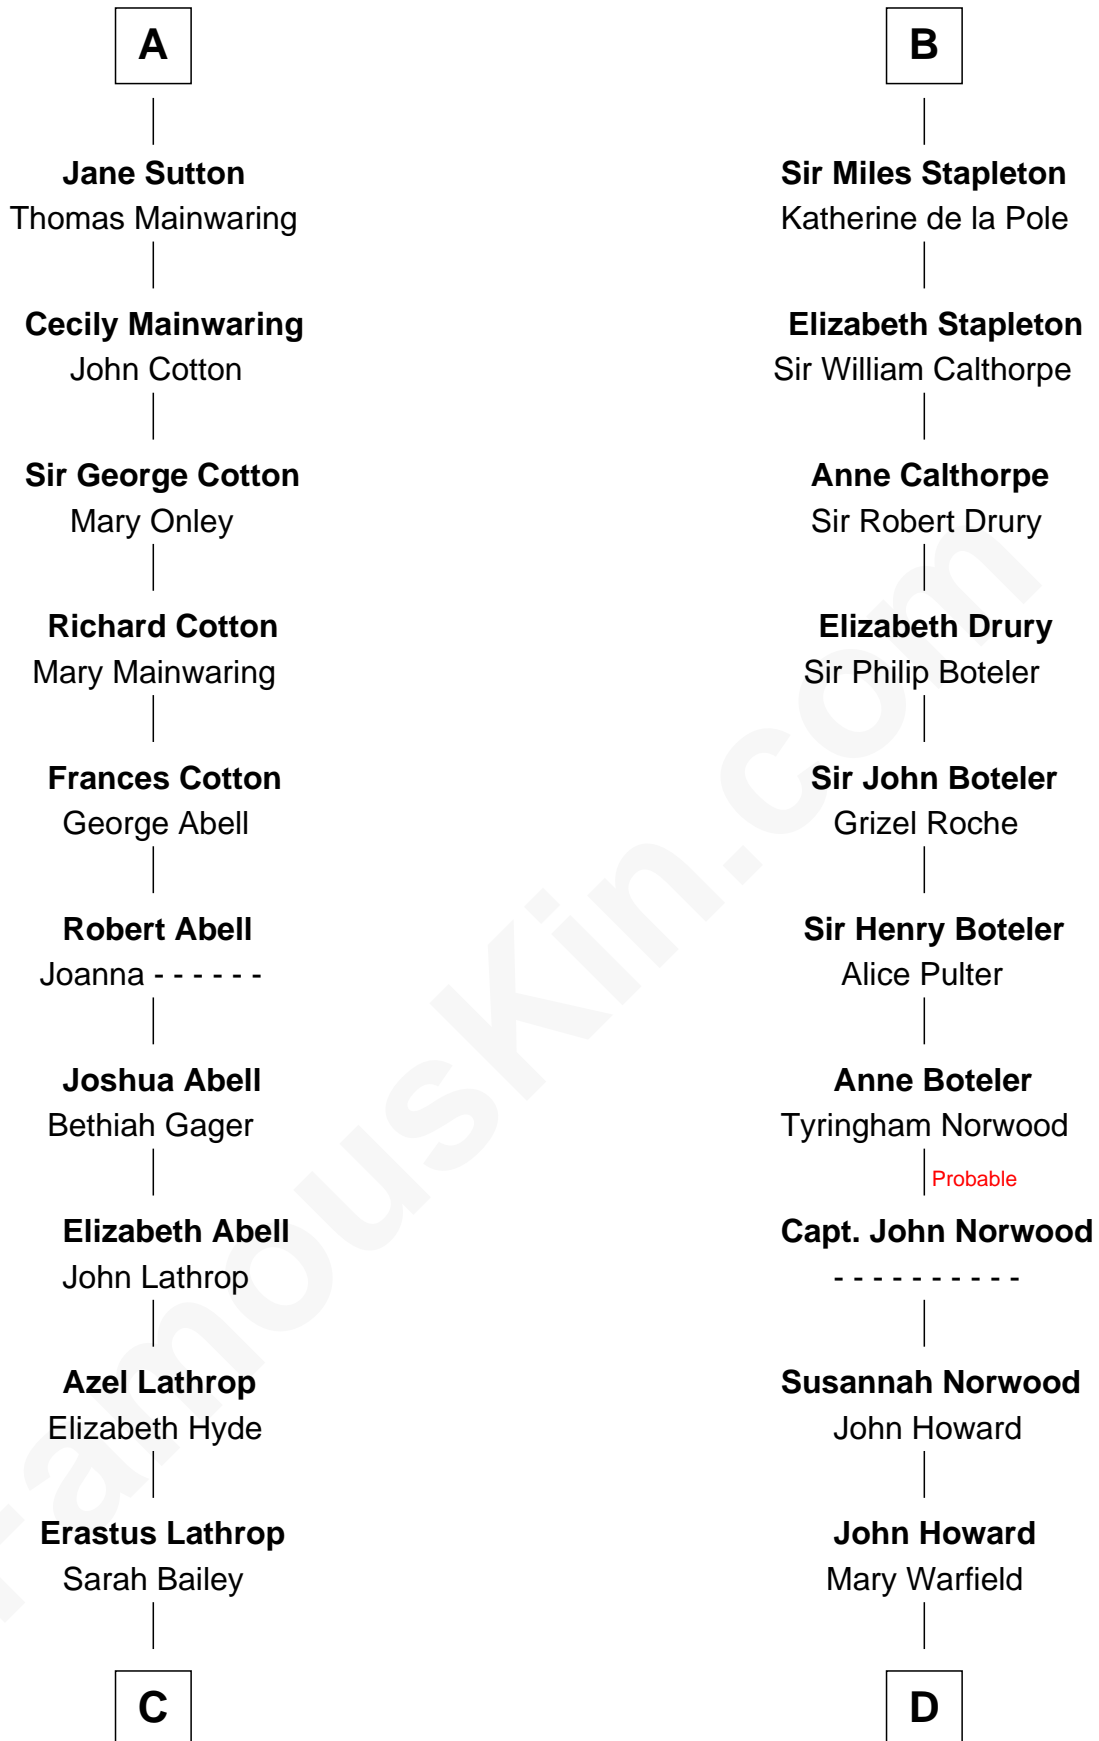 A
Jane Sutton
Thomas Mainwaring
Cecily Mainwaring
John Cotton
Sir George Cotton
Mary Onley
Richard Cotton
Mary Mainwaring
Frances Cotton
George Abell
Robert Abell
Joanna - - - - - -
Joshua Abell
Bethiah Gager
Elizabeth Abell
John Lathrop
Azel Lathrop
Elizabeth Hyde
Erastus Lathrop
Sarah Bailey
C
B
Sir Miles Stapleton
Katherine de la Pole
Elizabeth Stapleton
Sir William Calthorpe
Anne Calthorpe
Sir Robert Drury
Elizabeth Drury
Sir Philip Boteler
Sir John Boteler
Grizel Roche
Sir Henry Boteler
Alice Pulter
Anne Boteler
Tyringham Norwood
Probable
Capt. John Norwood
- - - - - - - - - -
Susannah Norwood
John Howard
John Howard
Mary Warfield
D
FamousKin.com